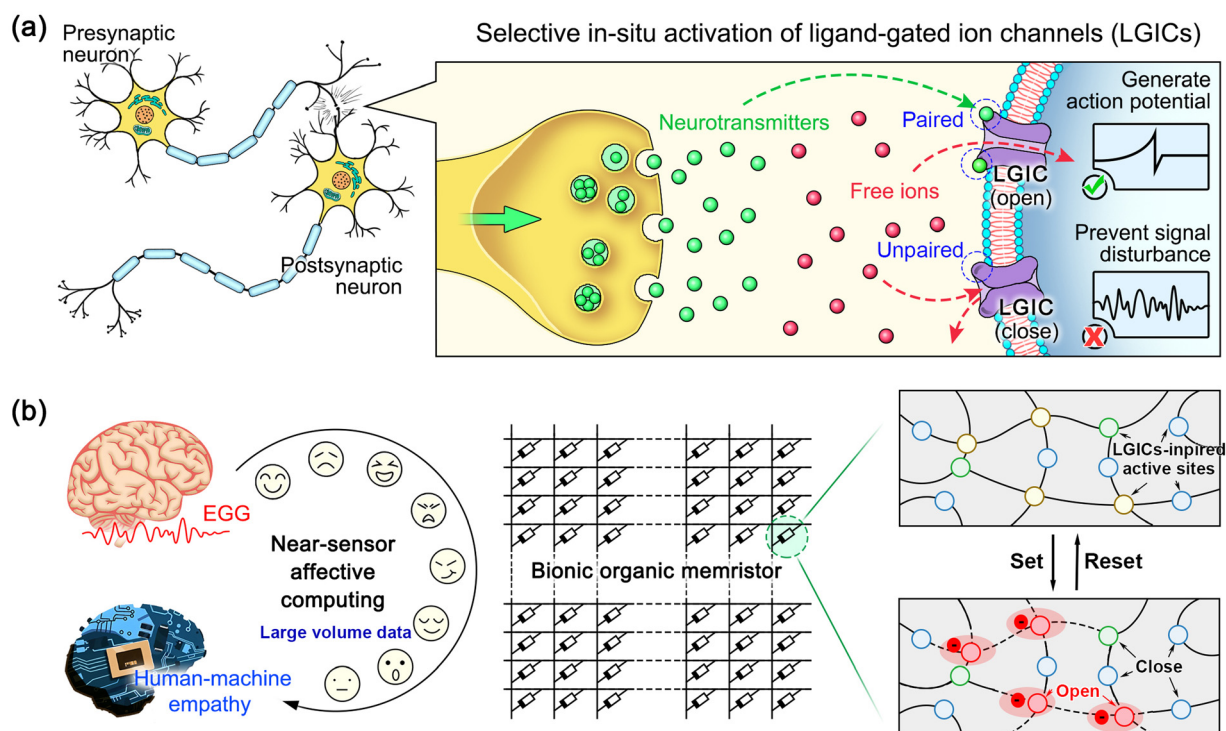 (a)
Presynaptic
neuron
Postsynaptic
neuron
Selective in-situ activation of ligand-gated ion channels (LGICs)
Neurotransmitters
Free ions
Paired
Unpaired
LGIC
(open)
LGIC
(close)
Generate
action potential
Prevent signal
disturbance
(b)
EGG
Near-sensor
affective
computing
Large volume data
Human-machine
empathy
Bionic organic memristor
LGICs-inpired
active sites
Set
Reset
Close
Open